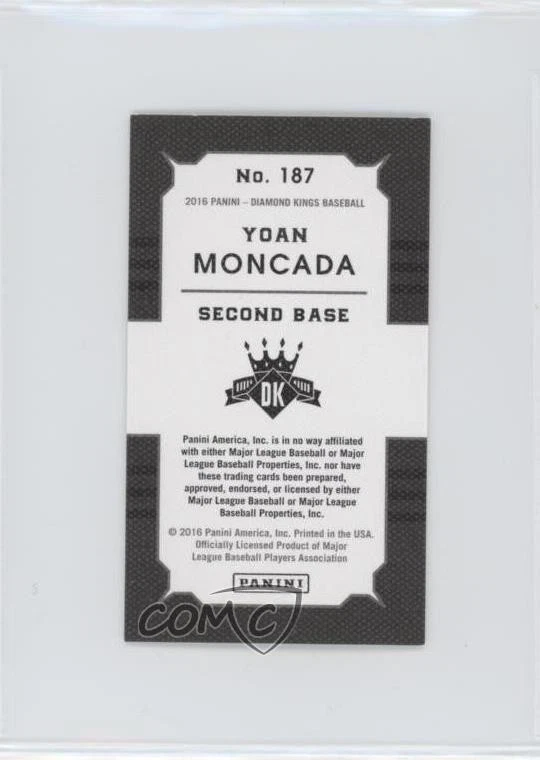 No. 187
2016 PANINI – DIAMOND KINGS BASEBALL
YOAN
MONCADA
SECOND BASE
DK
Panini America, Inc. is in no way affiliated
with either Major League Baseball or Major
League Baseball Properties, Inc. nor have
these trading cards been prepared,
approved, endorsed, or licensed by either
Major League Baseball or Major League
Baseball Properties, Inc.
© 2016 Panini America, Inc. Printed in the USA.
Officially Licensed Product of Major
League Baseball Players Association
PANINI
COMC